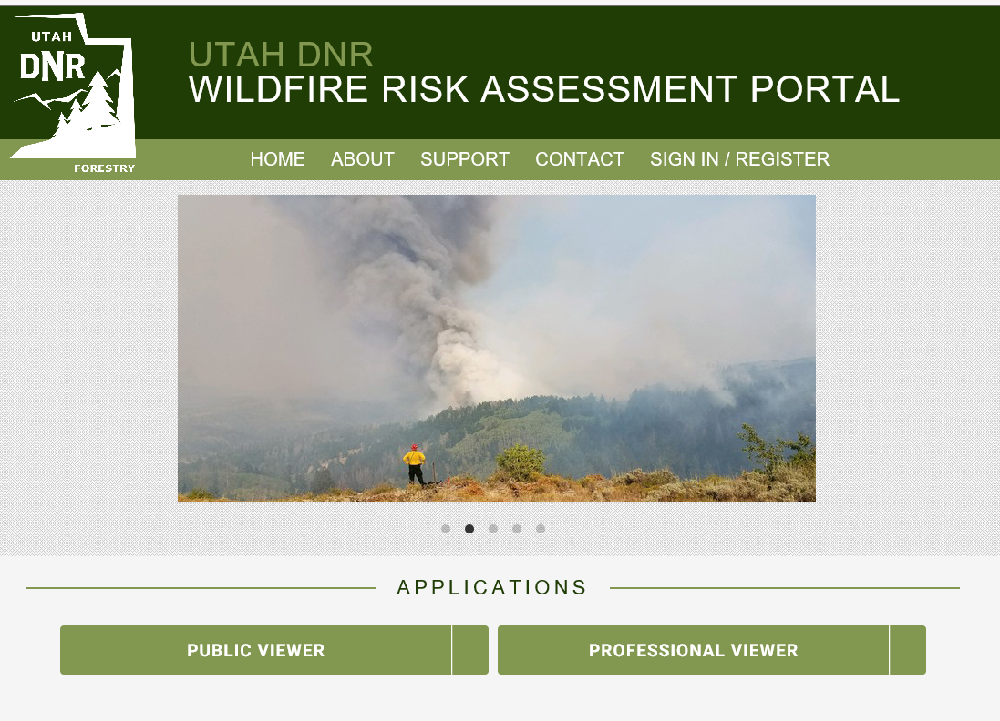 UTAH
DNR
FORESTRY
UTAH DNR
WILDFIRE RISK ASSESSMENT PORTAL
HOME ABOUT SUPPORT CONTACT SIGN IN / REGISTER
APPLICATIONS
PUBLIC VIEWER PROFESSIONAL VIEWER